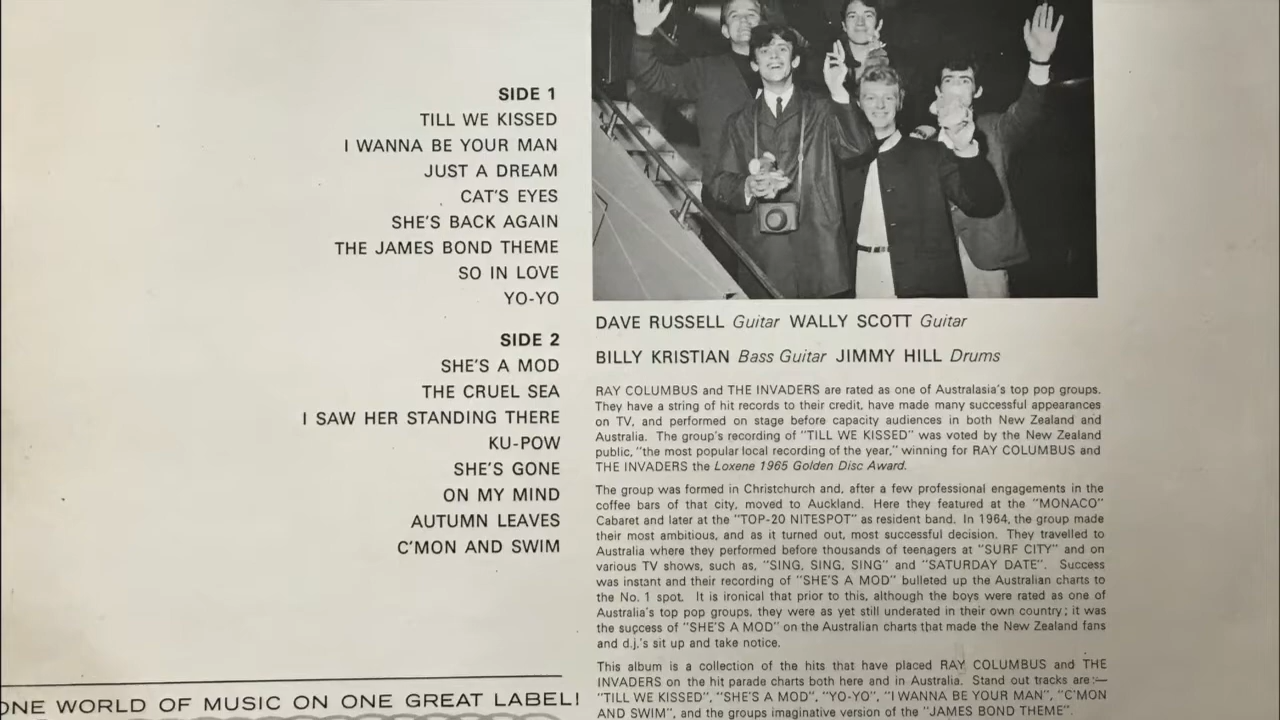 SIDE 1
TILL WE KISSED
I WANNA BE YOUR MAN
JUST A DREAM
CAT'S EYES
SHE'S BACK AGAIN
THE JAMES BOND THEME
SO IN LOVE
YO-YO
SIDE 2
SHE'S A MOD
THE CRUEL SEA
I SAW HER STANDING THERE
KU-POW
SHE'S GONE
ON MY MIND
AUTUMN LEAVES
C'MON AND SWIM
ONE WORLD OF MUSIC ON ONE GREAT LABEL!
DAVE RUSSELL Guitar WALLY SCOTT Guitar
BILLY KRISTIAN Bass Guitar JIMMY HILL Drums
RAY COLUMBUS and THE INVADERS are rated as one of Australasia's top pop groups.
They have a string of hit records to their credit, have made many successful appearances
on TV, and performed on stage before capacity audiences in both New Zealand and
Australia. The group's recording of "TILL WE KISSED" was voted by the New Zealand
public, "the most popular local recording of the year," winning for RAY COLUMBUS and
THE INVADERS the Loxene 1965 Golden Disc Award.
The group was formed in Christchurch and, after a few professional engagements in the
coffee bars of that city, moved to Auckland. Here they featured at the "MONACO"
Cabaret and later at the "TOP-20 NITESPOT" as resident band. In 1964, the group made
their most ambitious, and as it turned out, most successful decision. They travelled to
Australia where they performed before thousands of teenagers at "SURF CITY" and on
various TV shows, such as, "SING, SING, SING" and "SATURDAY DATE". Success
was instant and their recording of "SHE'S A MOD" bulleted up the Australian charts to
the No. 1 spot. It is ironical that prior to this, although the boys were rated as one of
Australia's top pop groups, they were as yet still underated in their own country; it was
the success of "SHE'S A MOD" on the Australian charts that made the New Zealand fans
and d.j.'s sit up and take notice.
This album is a collection of the hits that have placed RAY COLUMBUS and THE
INVADERS on the hit parade charts both here and in Australia. Stand out tracks are:—
"TILL WE KISSED", "SHE'S A MOD", "YO-YO", "I WANNA BE YOUR MAN", "C'MON
AND SWIM", and the groups imaginative version of the "JAMES BOND THEME".